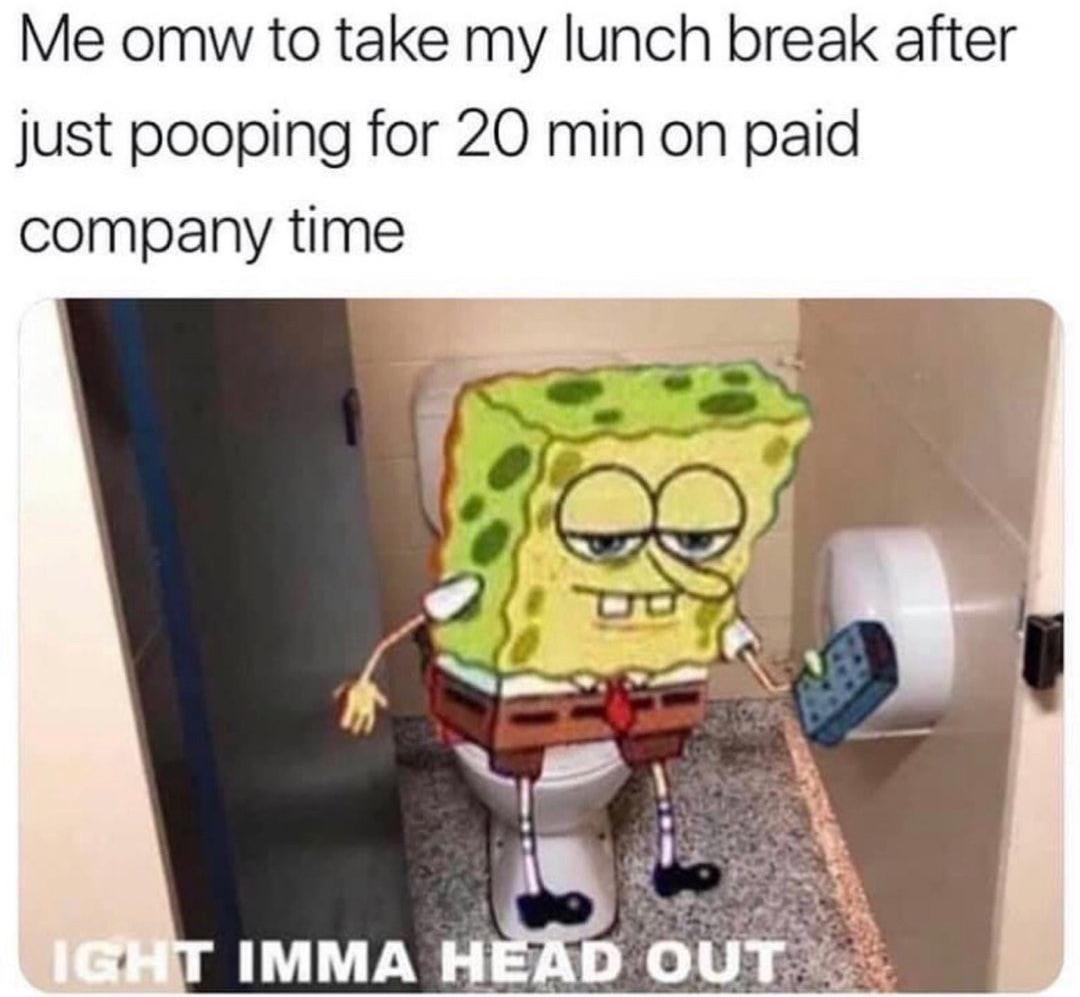 Me omw to take my lunch break after
just pooping for 20 min on paid
company time
IGHT IMMA HEAD OUT